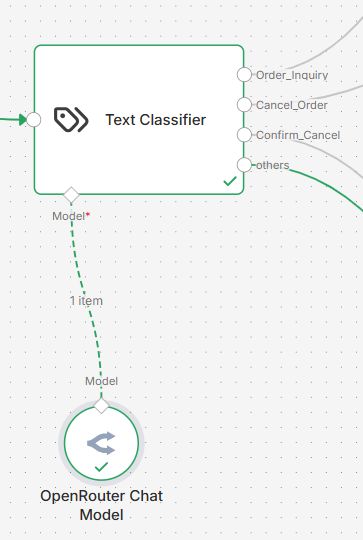 Order_Inquiry
Text Classifier
Cancel_Order
Confirm_Cancel
others
Model*
1 item
Model
OpenRouter Chat
Model